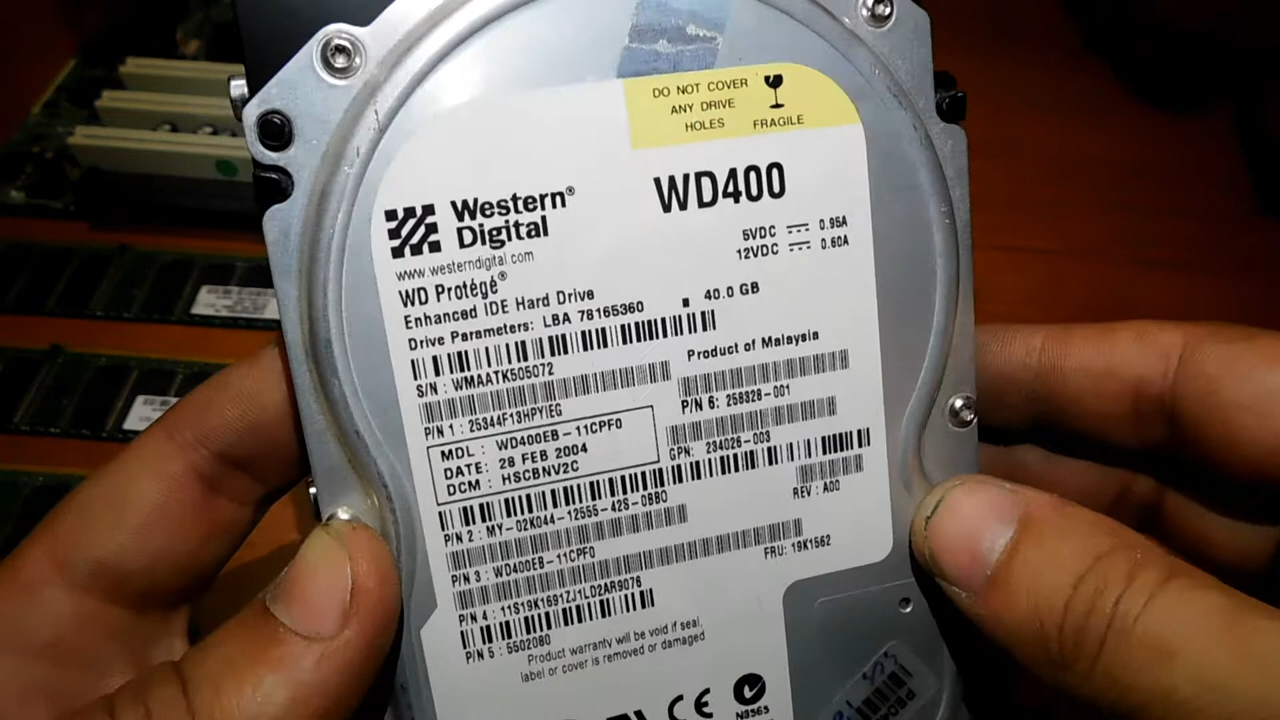 DO NOT COVER
ANY DRIVE
HOLES FRAGILE
Western®
Digital
WD400
www.westerndigital.com
5VDC 0.95A
12VDC 0.60A
WD Protégé®
Enhanced IDE Hard Drive
Drive Parameters: LBA 78165360 ▪ 40.0 GB
S/N : WMAATK505072
Product of Malaysia
P/N 1 : 25344F13HPYIEG
P/N 6: 258328-001
MDL : WD400EB-11CPF0
DATE: 28 FEB 2004
DCM : HSCBNV2C
GPN: 234026-003
P/N 2 : MY-02K044-12555-42S-0BB0
REV : A00
P/N 3 : WD400EB-11CPF0
FRU: 19K1562
P/N 4 : 11S19K1691ZJ1LD2AR9076
P/N 5 : 5502080
Product warranty will be void if seal,
label or cover is removed or damaged
CE
N3565